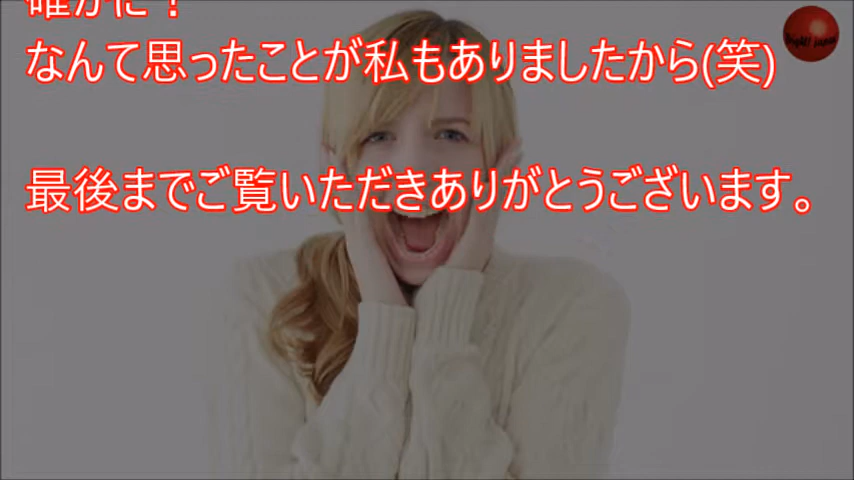 確かに！
なんて思ったことが私もありましたから(笑)
最後までご覧いただきありがとうございます。